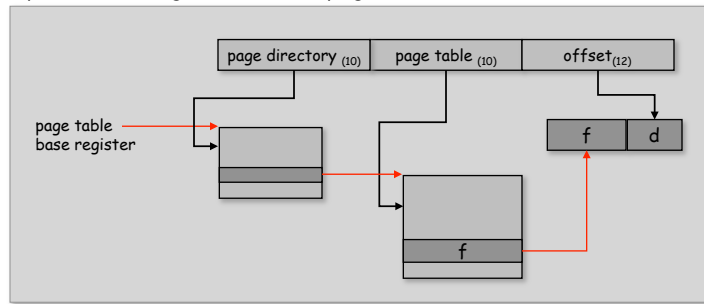 page directory (10) page table (10) offset(12)
page table
base register
f d
f